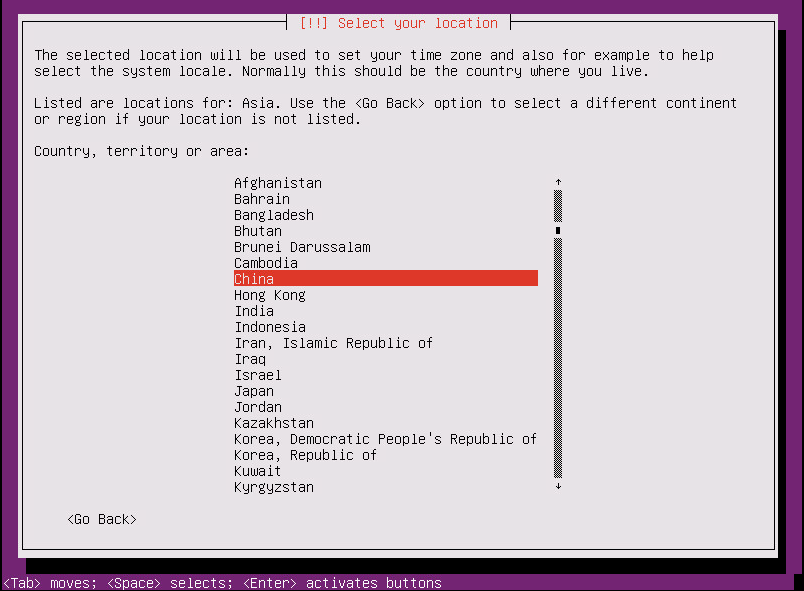 [!!] Select your location
The selected location will be used to set your time zone and also for example to help
select the system locale. Normally this should be the country where you live.
Listed are locations for: Asia. Use the <Go Back> option to select a different continent
or region if your location is not listed.
Country, territory or area:
Afghanistan
Bahrain
Bangladesh
Bhutan
Brunei Darussalam
Cambodia
China
Hong Kong
India
Indonesia
Iran, Islamic Republic of
Iraq
Israel
Japan
Jordan
Kazakhstan
Korea, Democratic People's Republic of
Korea, Republic of
Kuwait
Kyrgyzstan
<Go Back>
<Tab> moves; <Space> selects; <Enter> activates buttons